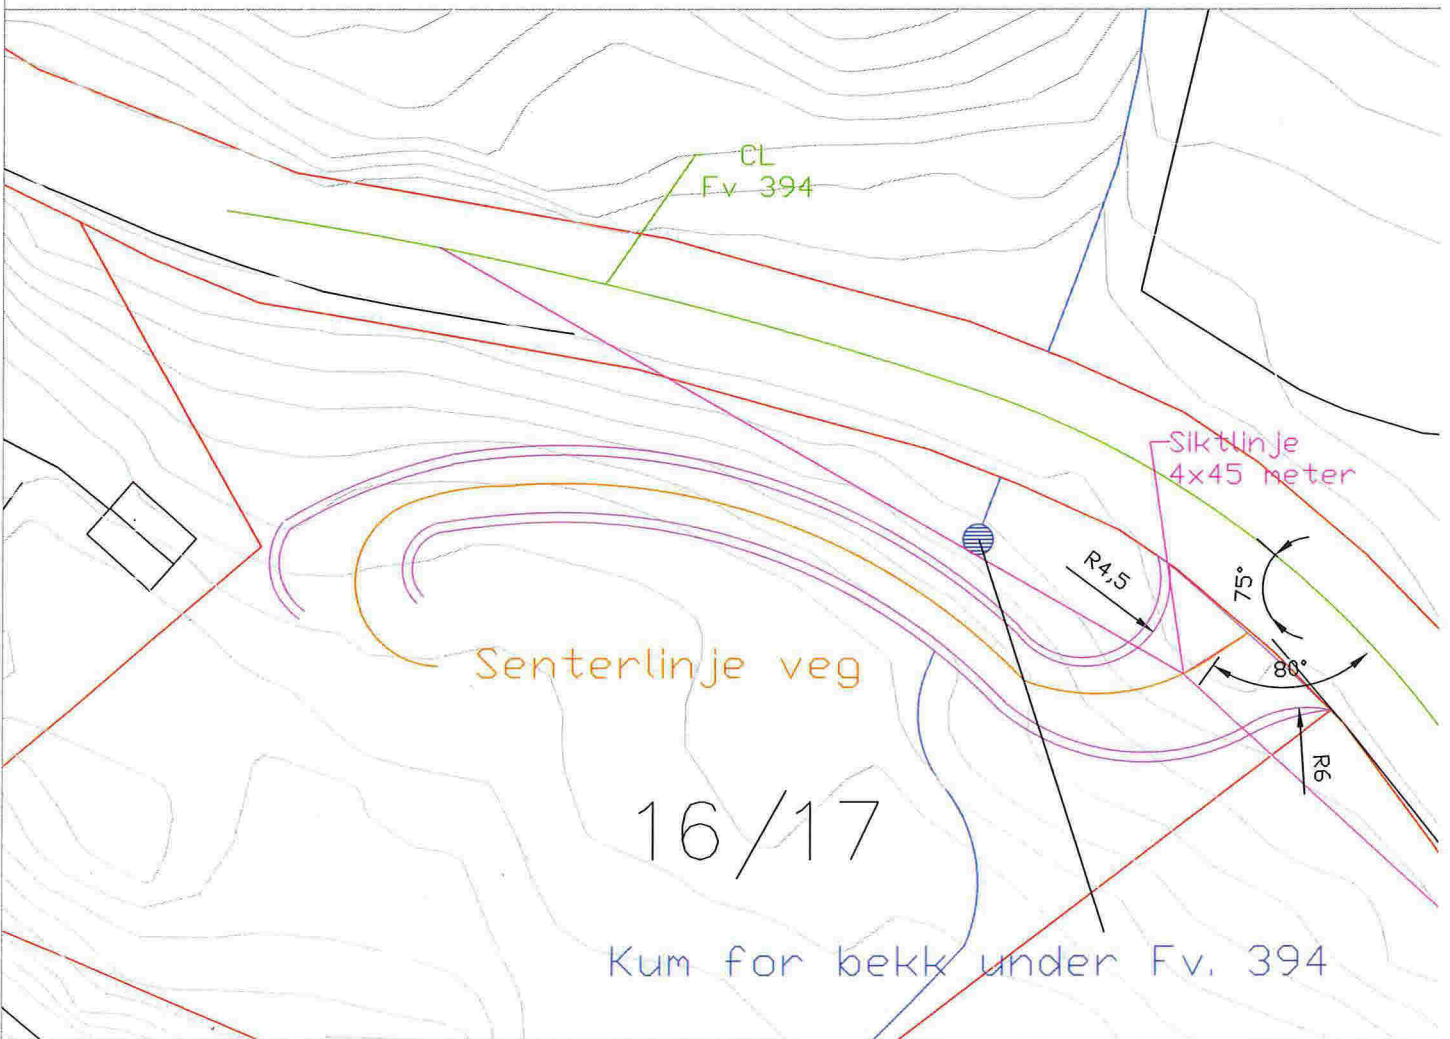 CL
Fv 394
Siktlinje
4x45 meter
R4,5
75°
80°
Senterlinje veg
R6
16/17
Kum for bekk under Fv. 394